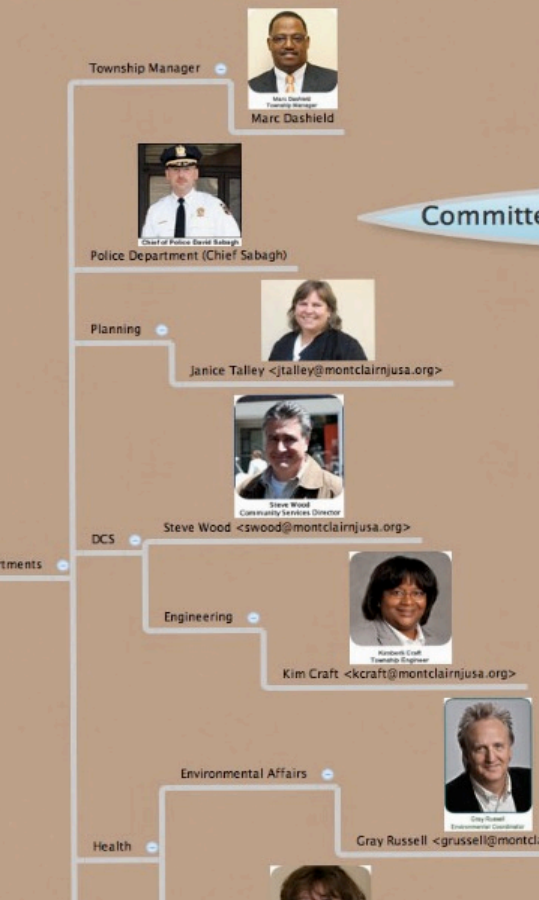 Township Manager
Marc Dashield
Township Manager
Marc Dashield
Committe
Chief of Police David Sabagh
Police Department (Chief Sabagh)
Planning
Janice Talley <jtalley@montclairnjusa.org>
Steve Wood
Community Services Director
Steve Wood <swood@montclairnjusa.org>
DCS
rtments
Engineering
Kimberli Craft
Township Engineer
Kim Craft <kcraft@montclairnjusa.org>
Environmental Affairs
Gray Russell
Environmental Coordinator
Gray Russell <grussell@montcla
Health